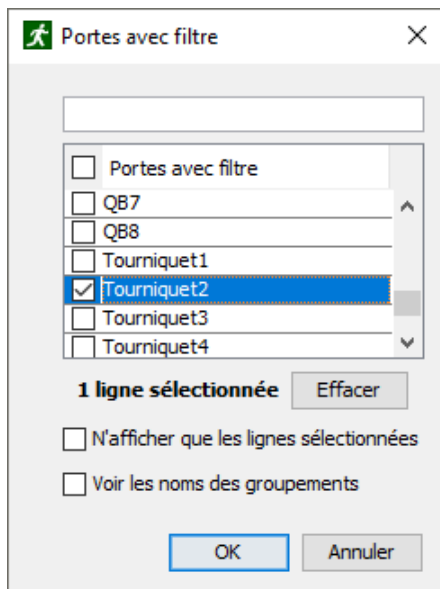 Portes avec filtre
Portes avec filtre
QB7
QB8
Tourniquet1
Tourniquet2
Tourniquet3
Tourniquet4
1 ligne sélectionnée Effacer
N'afficher que les lignes sélectionnées
Voir les noms des groupements
OK Annuler